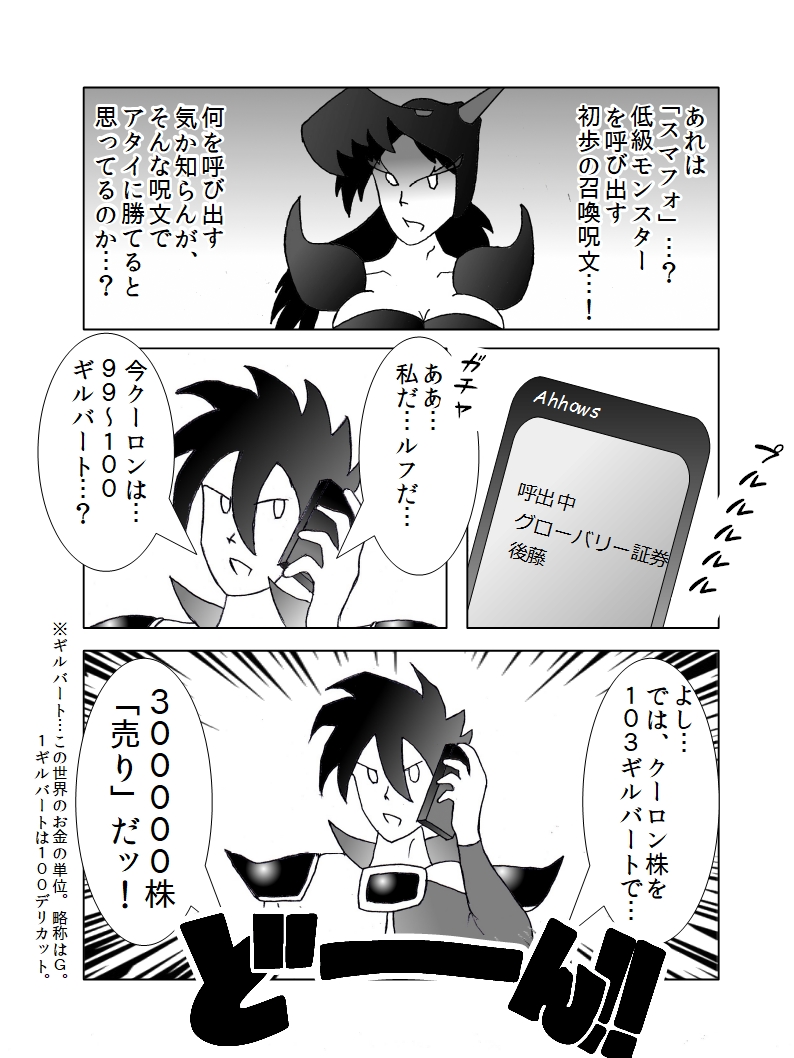 あれは
「スマフォ」…？
低級モンスター
を呼び出す
初歩の召喚呪文…！
何を呼び出す
気か知らんが、
そんな呪文で
アタイに勝てると
思ってるのか…？
プルルルル
Ahhows
呼出中
グローバリー証券
後藤
ガチャ
ああ…
私だ…ルフだ…
今クーロンは…
９９～１００
ギルバート…？
よし…
では、クーロン株を
１０３ギルバートで…
３０００００株
「売り」だッ！
どーん!!
※ギルバート…この世界のお金の単位。略称はG。
１ギルバートは１００デリカット。